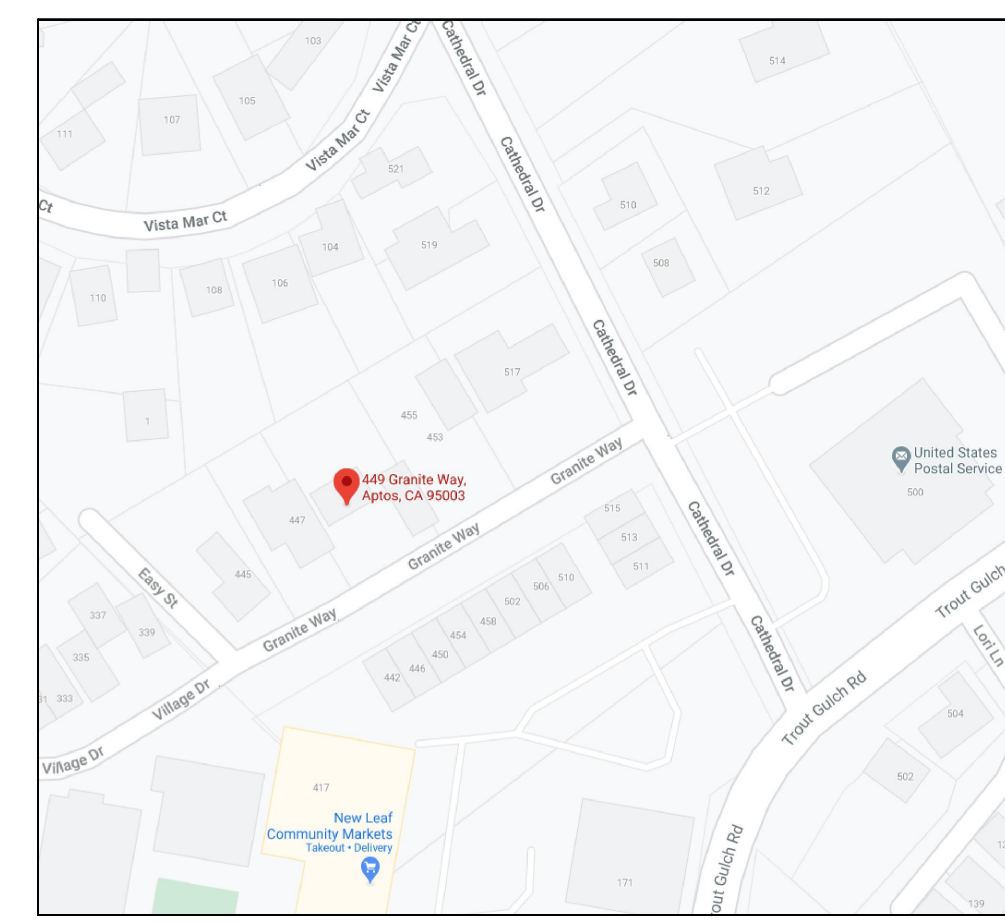 103
Vista Mar Ct
Cathedral Dr
514
105
107
111
Vista Mar Ct
Cathedral Dr
521
512
510
Ct
Vista Mar Ct
104
519
508
106
108
110
Cathedral Dr
517
1
455
453
Granite Way
United States
Postal Service
500
449 Granite Way,
Aptos, CA 95003
515
447
513
Cathedral Dr
Granite Way
511
445
Easy St
510
506
502
Trout Gulch
337
339
Granite Way
458
454
450
446
442
Cathedral Dr
Lori Ln
335
333
Village Dr
Trout Gulch Rd
504
Village Dr
502
417
New Leaf
Community Markets
Takeout • Delivery
out Gulch Rd
171
139